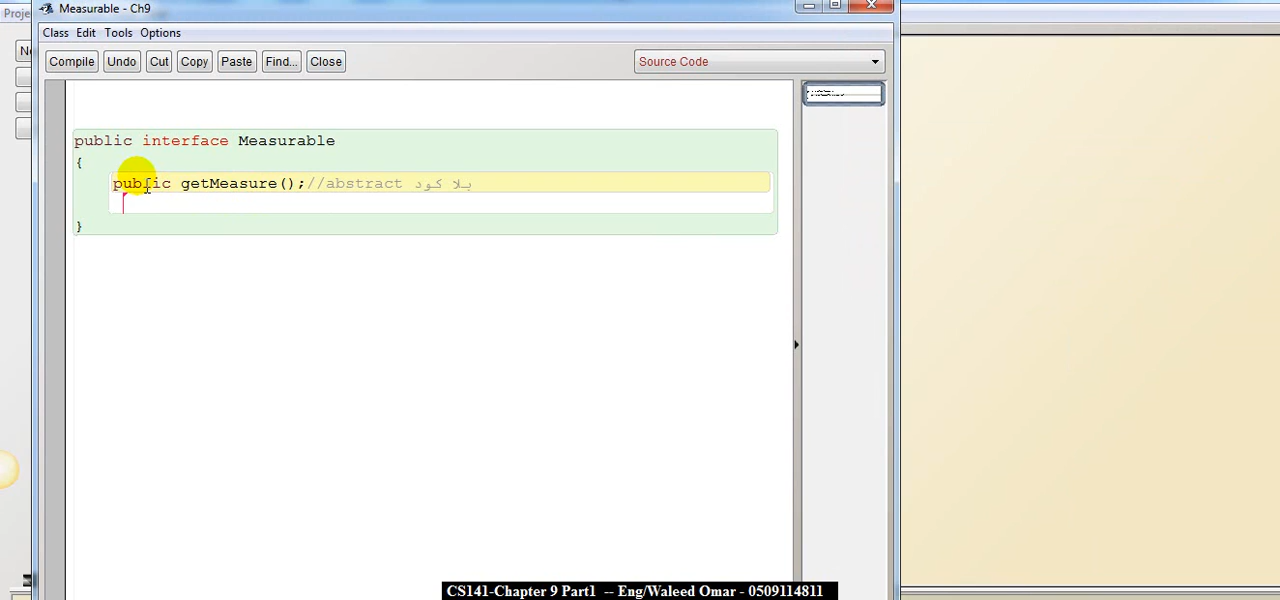 Measurable - Ch9
Class Edit Tools Options
Compile Undo Cut Copy Paste Find... Close Source Code
public interface Measurable
{
public getMeasure();//abstract بلا كود
}
CS141-Chapter 9 Part1 -- Eng/Waleed Omar - 0509114811